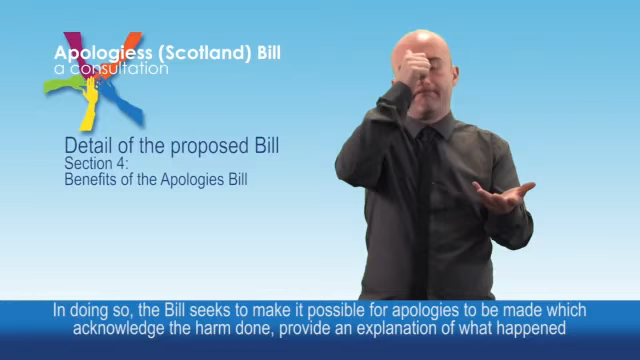 Apologiess (Scotland) Bill
a consultation
Detail of the proposed Bill
Section 4:
Benefits of the Apologies Bill
In doing so, the Bill seeks to make it possible for apologies to be made which
acknowledge the harm done, provide an explanation of what happened